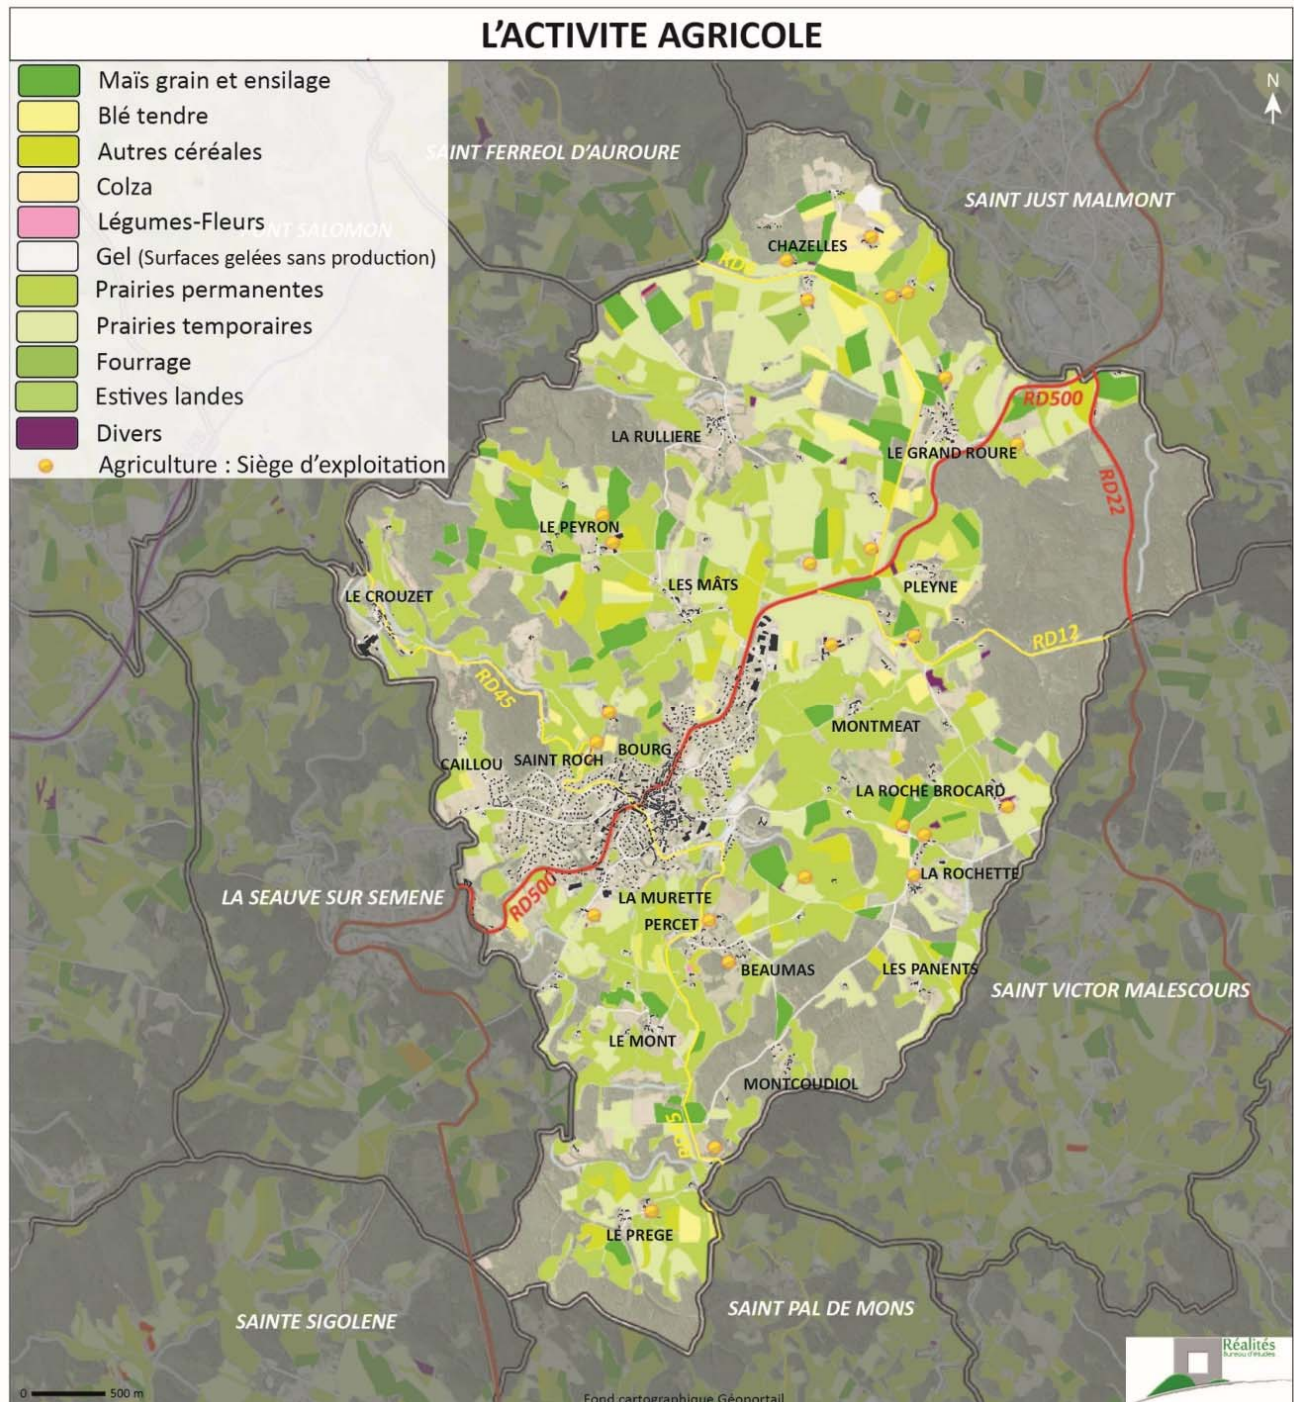 L'ACTIVITE AGRICOLE
Maïs grain et ensilage
Blé tendre
Autres céréales
Colza
Légumes-Fleurs
Gel (Surfaces gelées sans production)
Prairies permanentes
Prairies temporaires
Fourrage
Estives landes
Divers
Agriculture : Siège d'exploitation
N
SAINT FERREOL D'AUROURE
SAINT JUST MALMONT
SALOMON
CHAZELLES
RD500
LA RULLIERE
LE GRAND ROURE
RD22
LE PEYRON
LES MÂTS
PLEYNE
LE CROUZET
RD12
RD45
MONTMEAT
BOURG
SAINT ROCH
CAILLOU
LA ROCHE BROCARD
LA ROCHETTE
LA SEAUVE SUR SEMENE
RD500
LA MURETTE
PERCET
BEAUMAS
LES PANENTS
SAINT VICTOR MALESCOURS
LE MONT
MONTCOUDIOL
LE PREGE
SAINT PAL DE MONS
SAINTE SIGOLENE
Réalités
Bureau d'études
0 500 m
Fond cartographique Géoportail